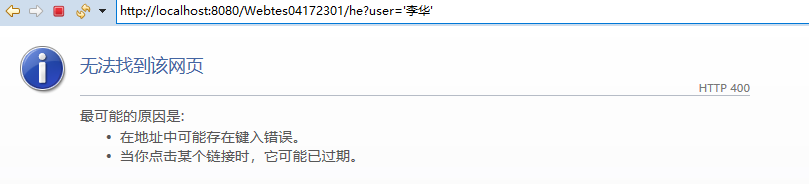 http://localhost:8080/Webtes04172301/he?user='李华'
无法找到该网页
HTTP 400
最可能的原因是:
• 在地址中可能存在键入错误。
• 当你点击某个链接时，它可能已过期。